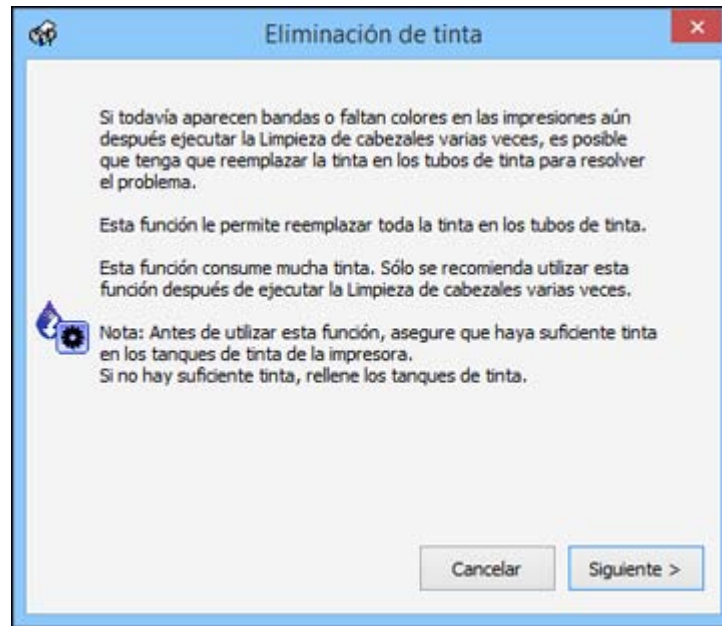 Eliminación de tinta
Si todavía aparecen bandas o faltan colores en las impresiones aún
después ejecutar la Limpieza de cabezales varias veces, es posible
que tenga que reemplazar la tinta en los tubos de tinta para resolver
el problema.
Esta función le permite reemplazar toda la tinta en los tubos de tinta.
Esta función consume mucha tinta. Sólo se recomienda utilizar esta
función después de ejecutar la Limpieza de cabezales varias veces.
Nota: Antes de utilizar esta función, asegure que haya suficiente tinta
en los tanques de tinta de la impresora.
Si no hay suficiente tinta, rellene los tanques de tinta.
Cancelar
Siguiente >